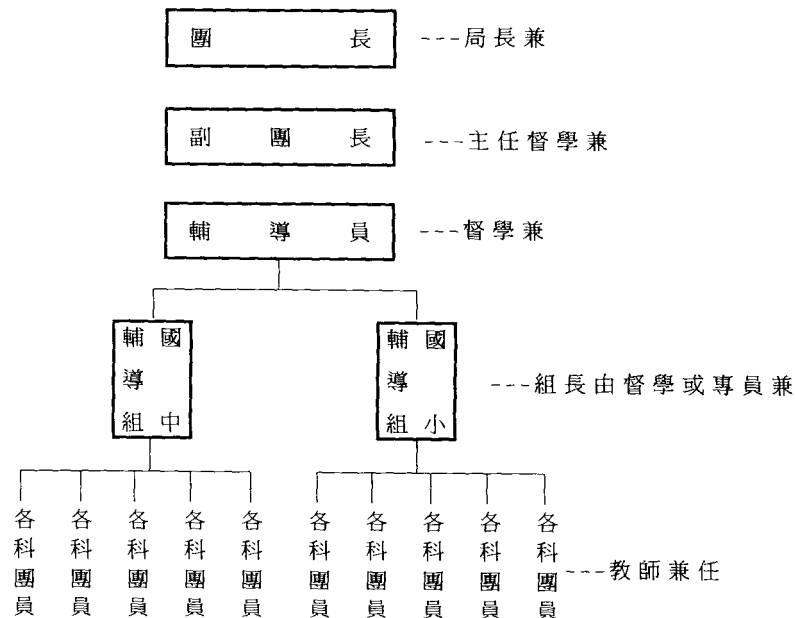 團長 ---局長兼
副團長 ---主任督學兼
輔導員 ---督學兼
國中輔導組
國小輔導組
---組長由督學或專員兼
各科團員
各科團員
各科團員
各科團員
各科團員
各科團員
各科團員
各科團員
各科團員
各科團員
---教師兼任